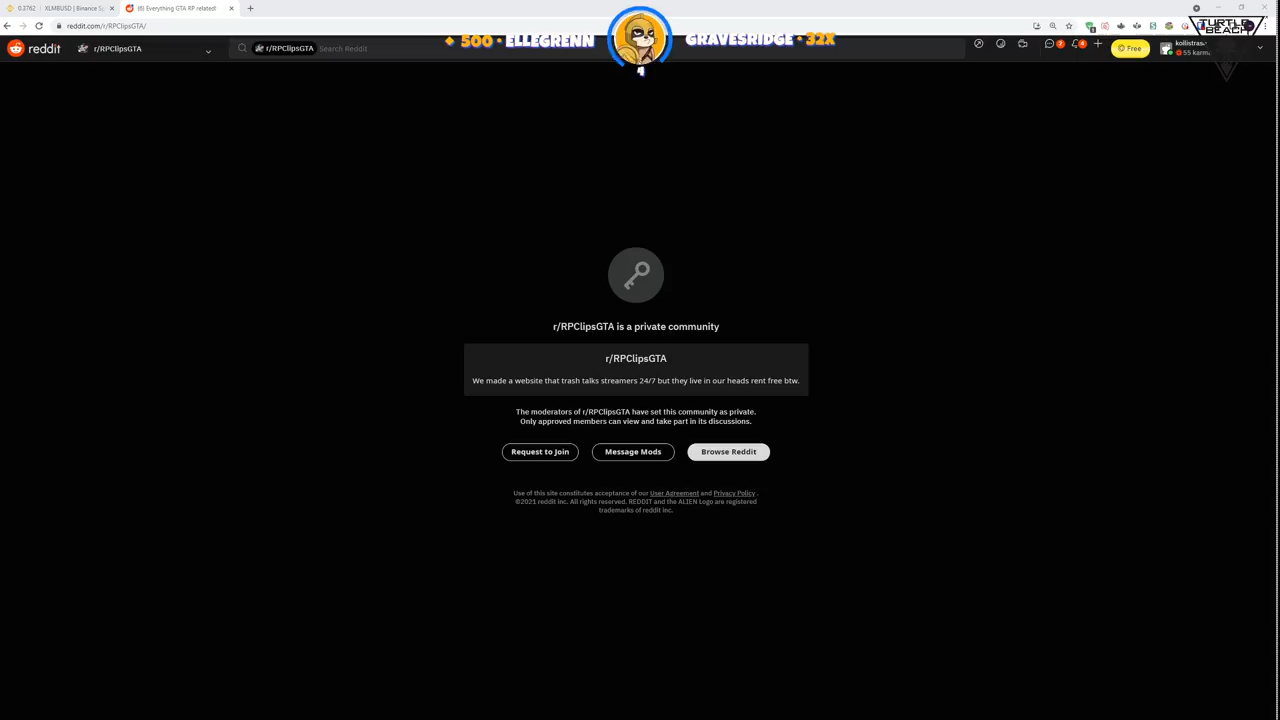 0.3762 | XLMBUSD | Binance Sp
(6) Everything GTA RP related!
reddit.com/r/RPClipsGTA/
500 · ELLEGRENN
GRAVESRIDGE · 32X
4
TURTLE
BEACH
reddit
r/RPClipsGTA
r/RPClipsGTA
Search Reddit
7
4
Free
koilistras
55 karma
r/RPClipsGTA is a private community
r/RPClipsGTA
We made a website that trash talks streamers 24/7 but they live in our heads rent free btw.
The moderators of r/RPClipsGTA have set this community as private.
Only approved members can view and take part in its discussions.
Request to Join
Message Mods
Browse Reddit
Use of this site constitutes acceptance of our User Agreement and Privacy Policy .
©2021 reddit inc. All rights reserved. REDDIT and the ALIEN Logo are registered
trademarks of reddit inc.